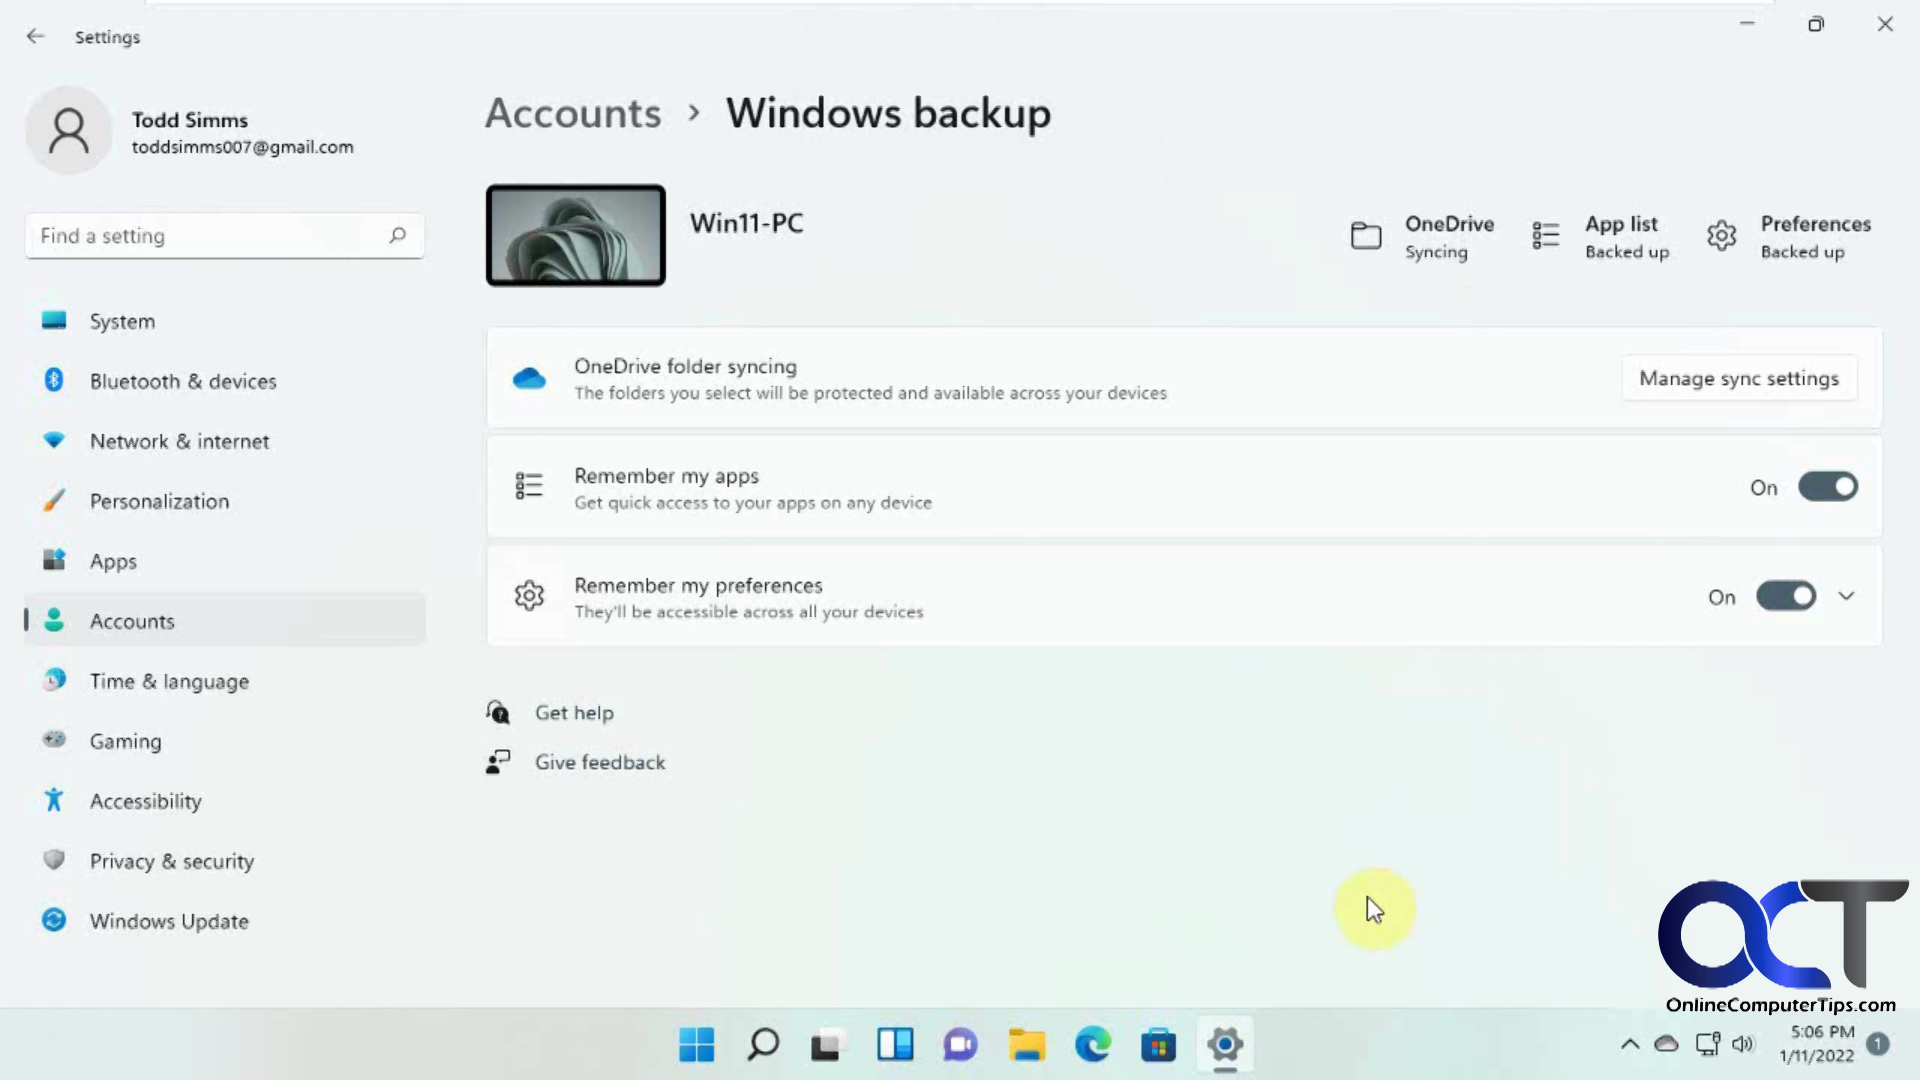 Settings
Todd Simms
toddsimms007@gmail.com
Find a setting
System
Bluetooth & devices
Network & internet
Personalization
Apps
Accounts
Time & language
Gaming
Accessibility
Privacy & security
Windows Update
Accounts > Windows backup
Win11-PC
OneDrive
Syncing
App list
Backed up
Preferences
Backed up
OneDrive folder syncing
The folders you select will be protected and available across your devices
Manage sync settings
Remember my apps
Get quick access to your apps on any device
On
Remember my preferences
They'll be accessible across all your devices
On
Get help
Give feedback
OCT
OnlineComputerTips.com
5:06 PM
1/11/2022
1